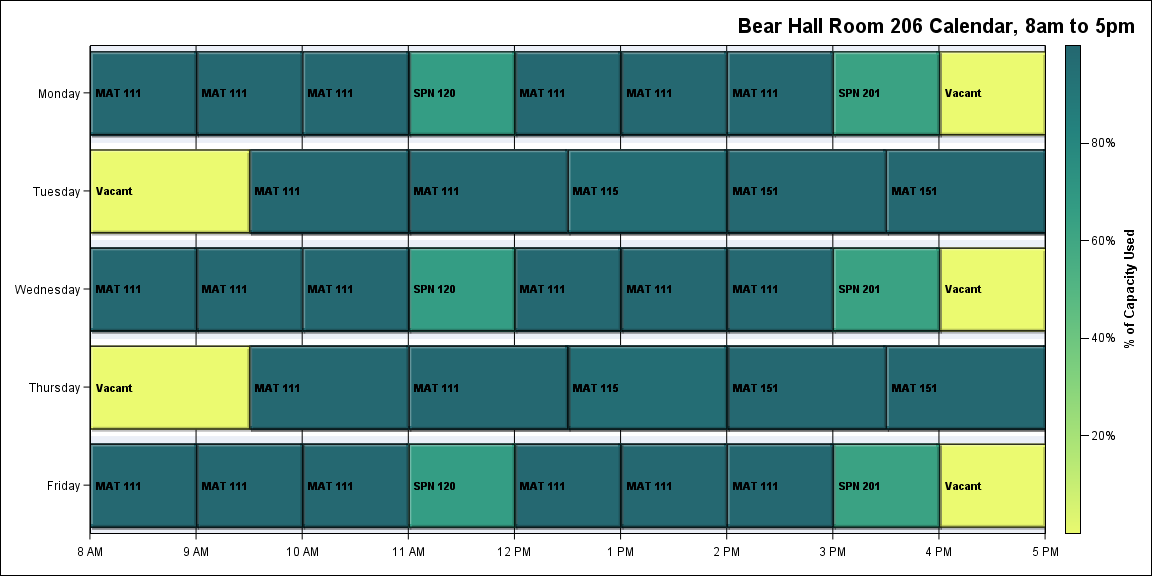 Bear Hall Room 206 Calendar, 8am to 5pm
Monday
MAT 111
MAT 111
MAT 111
SPN 120
MAT 111
MAT 111
MAT 111
SPN 201
Vacant
Tuesday
Vacant
MAT 111
MAT 111
MAT 115
MAT 151
MAT 151
Wednesday
MAT 111
MAT 111
MAT 111
SPN 120
MAT 111
MAT 111
MAT 111
SPN 201
Vacant
Thursday
Vacant
MAT 111
MAT 111
MAT 115
MAT 151
MAT 151
Friday
MAT 111
MAT 111
MAT 111
SPN 120
MAT 111
MAT 111
MAT 111
SPN 201
Vacant
8 AM
9 AM
10 AM
11 AM
12 PM
1 PM
2 PM
3 PM
4 PM
5 PM
80%
60%
40%
20%
% of Capacity Used